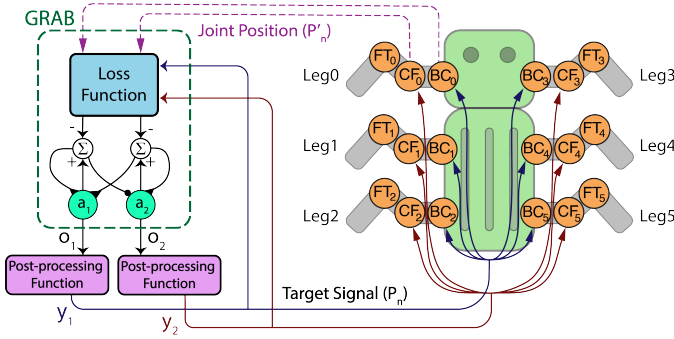 GRAB
Joint Position (P'n)
Loss
Function
- -
Σ Σ
+ +
a1 a2
o1 o2
Post-processing
Function
Post-processing
Function
y1
y2
Target Signal (Pn)
Leg0 FT0 CF0 BC0 BC3 CF3 FT3 Leg3
Leg1 FT1 CF1 BC1 BC4 CF4 FT4 Leg4
Leg2 FT2 CF2 BC2 BC5 CF5 FT5 Leg5